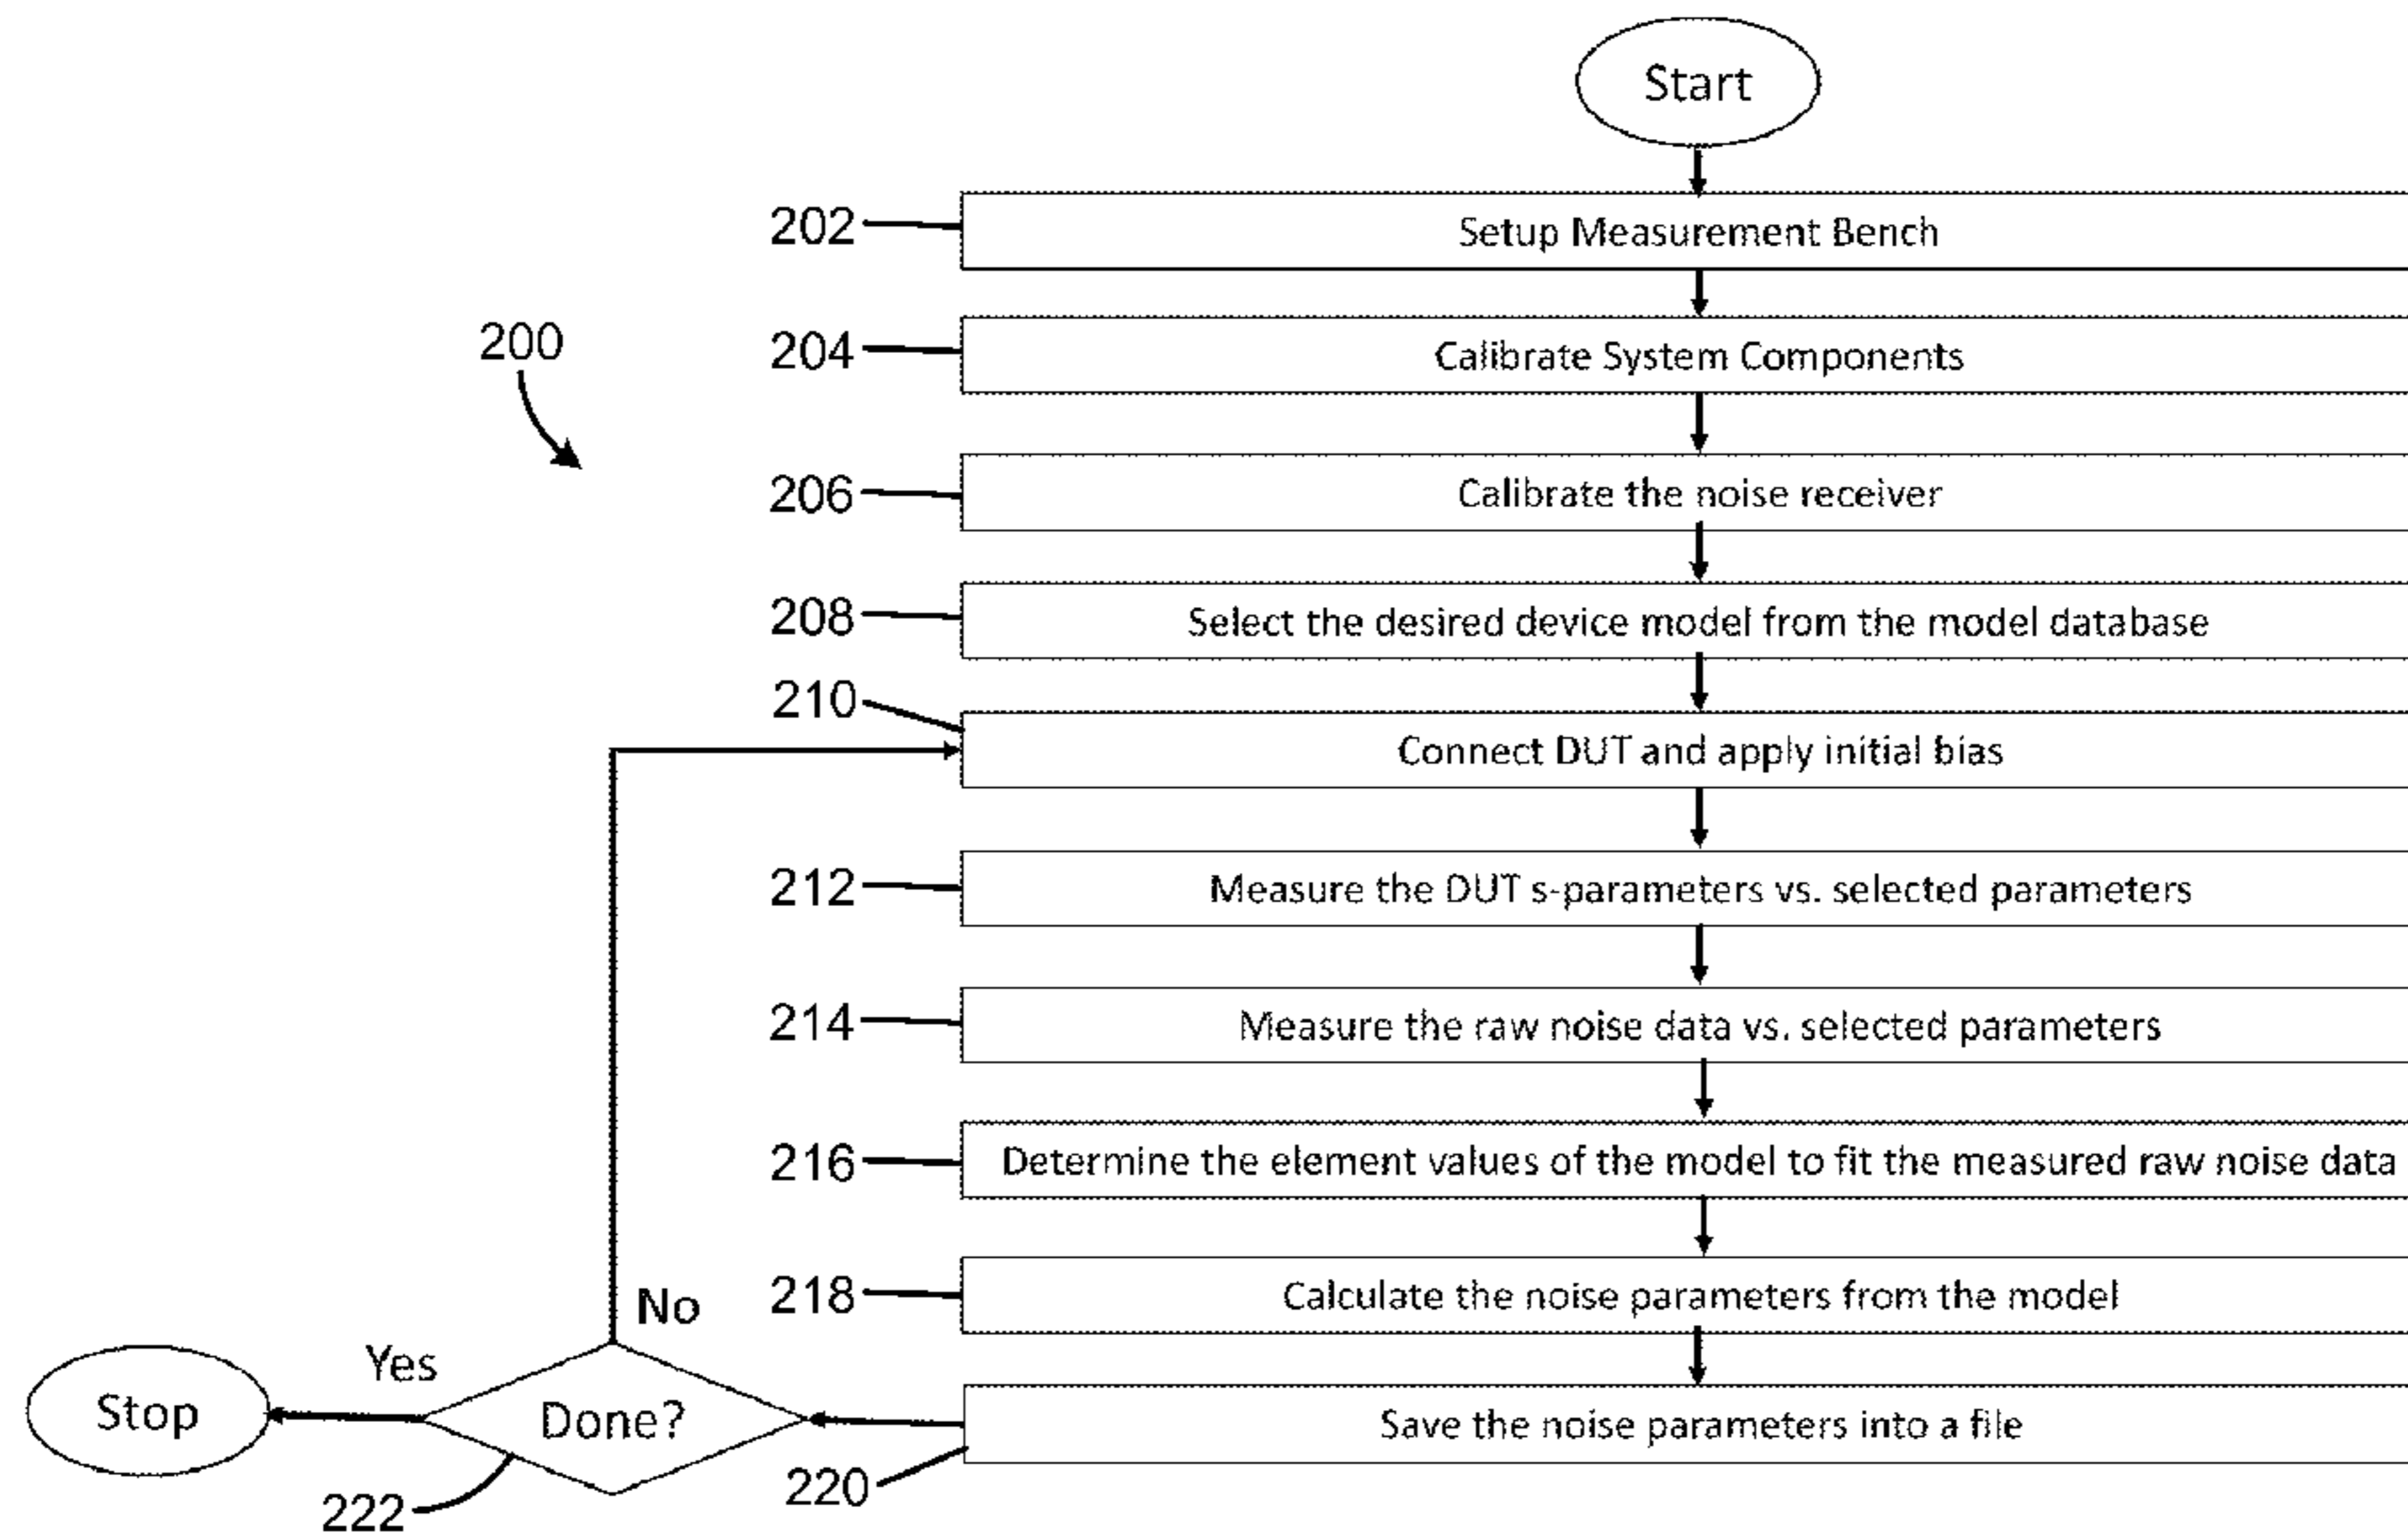 Start
202
Setup Measurement Bench
200
204
Calibrate System Components
206
Calibrate the noise receiver
208
Select the desired device model from the model database
210
Connect DUT and apply initial bias
212
Measure the DUT s-parameters vs. selected parameters
214
Measure the raw noise data vs. selected parameters
216
Determine the element values of the model to fit the measured raw noise data
218
Calculate the noise parameters from the model
No
Yes
Stop
Done?
220
Save the noise parameters into a file
222